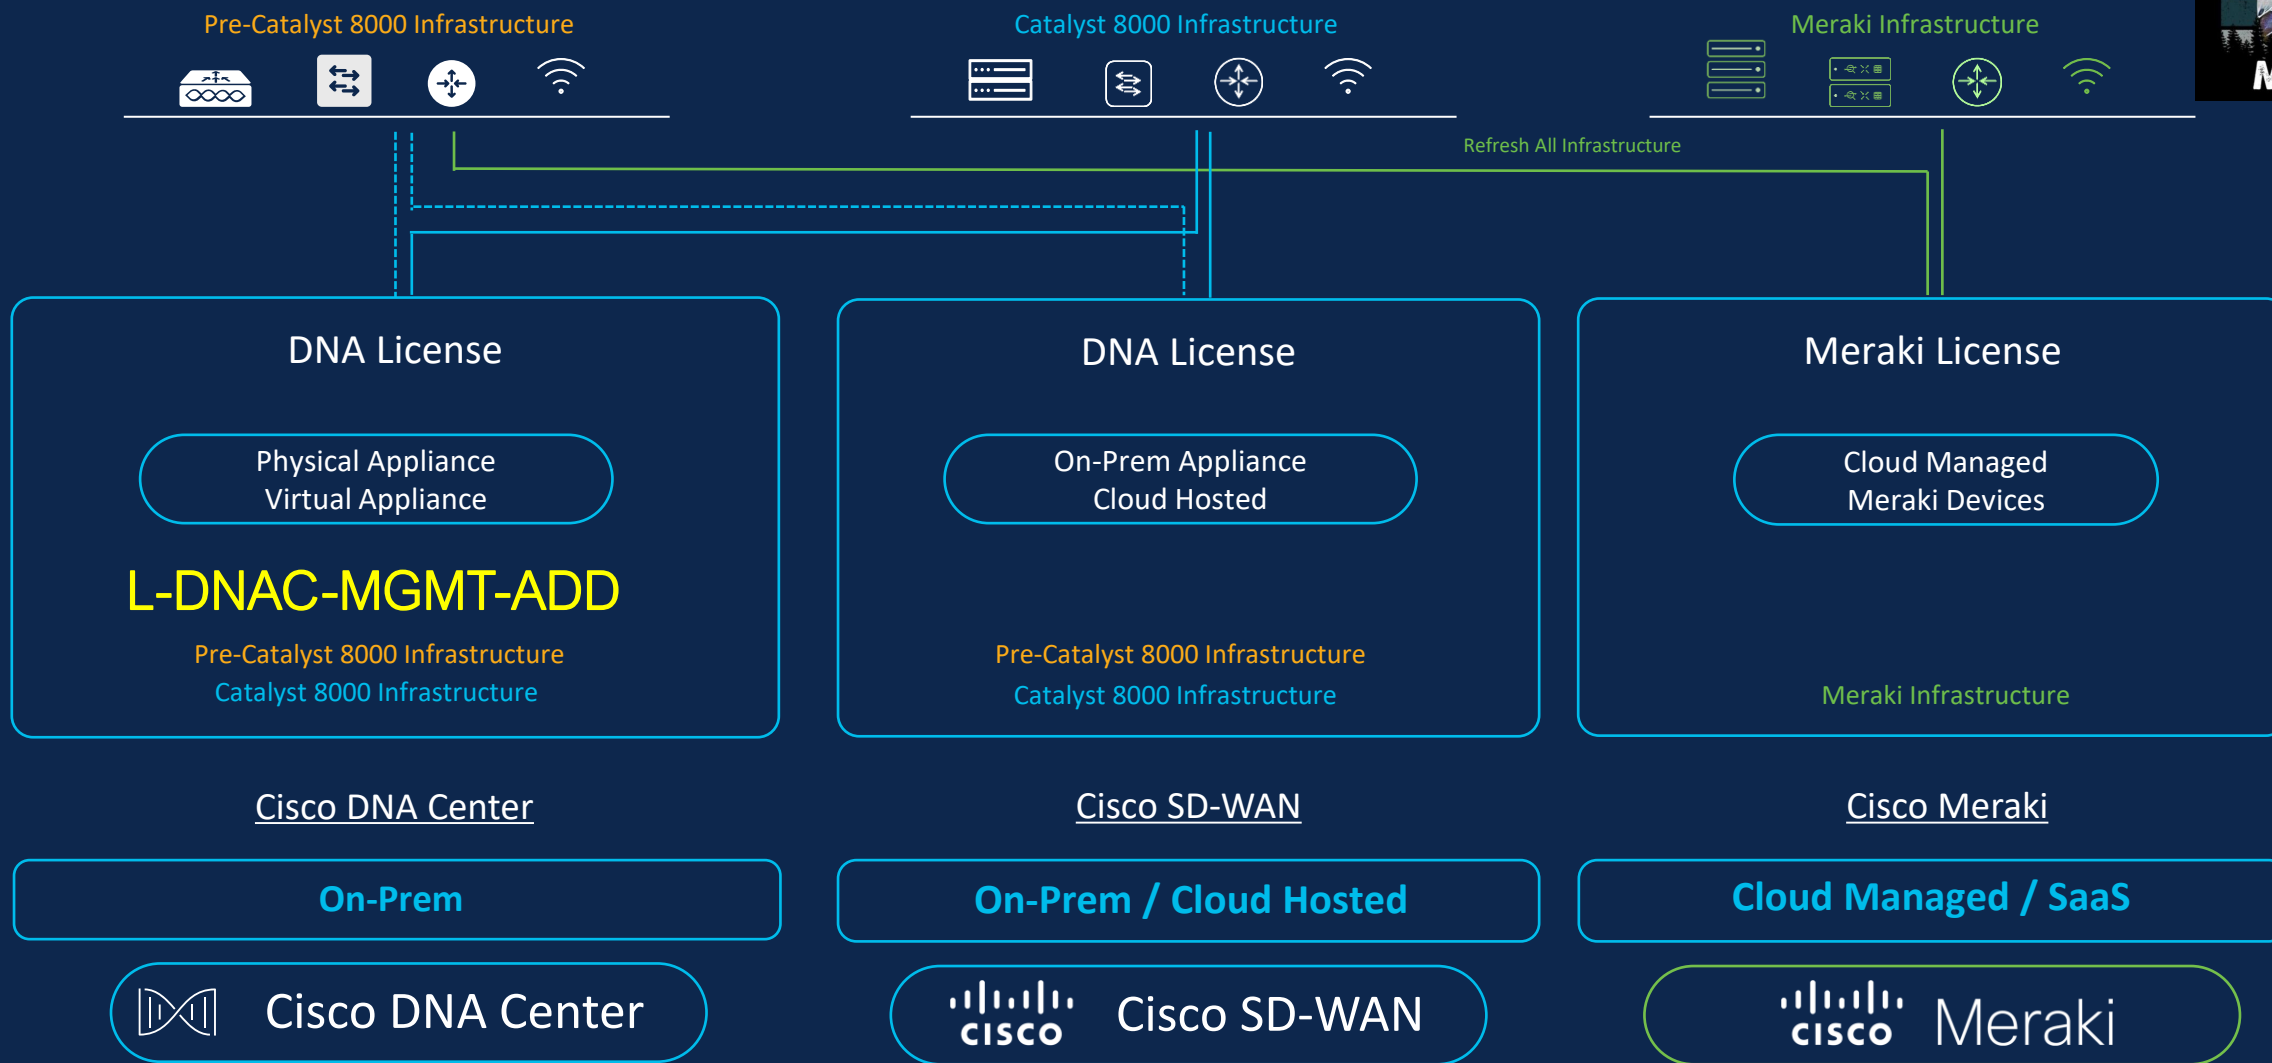 Pre-Catalyst 8000 Infrastructure
Catalyst 8000 Infrastructure
Meraki Infrastructure
Refresh All Infrastructure
DNA License
Physical Appliance
Virtual Appliance
L-DNAC-MGMT-ADD
Pre-Catalyst 8000 Infrastructure
Catalyst 8000 Infrastructure
DNA License
On-Prem Appliance
Cloud Hosted
Pre-Catalyst 8000 Infrastructure
Catalyst 8000 Infrastructure
Meraki License
Cloud Managed
Meraki Devices
Meraki Infrastructure
Cisco DNA Center
Cisco SD-WAN
Cisco Meraki
On-Prem
On-Prem / Cloud Hosted
Cloud Managed / SaaS
Cisco DNA Center
CISCO Cisco SD-WAN
CISCO Meraki